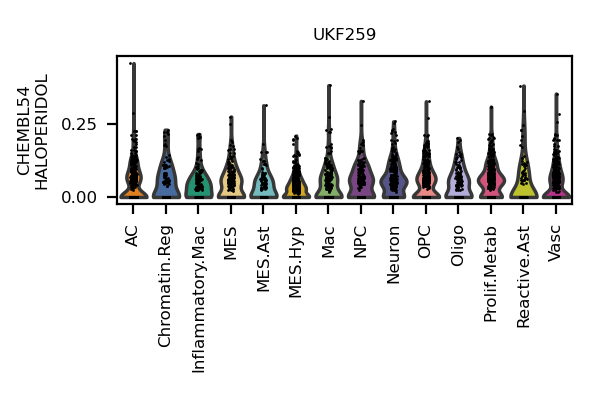 UKF259
CHEMBL54
HALOPERIDOL
0.25
0.00
AC
Chromatin.Reg
Inflammatory.Mac
MES
MES.Ast
MES.Hyp
Mac
NPC
Neuron
OPC
Oligo
Prolif.Metab
Reactive.Ast
Vasc